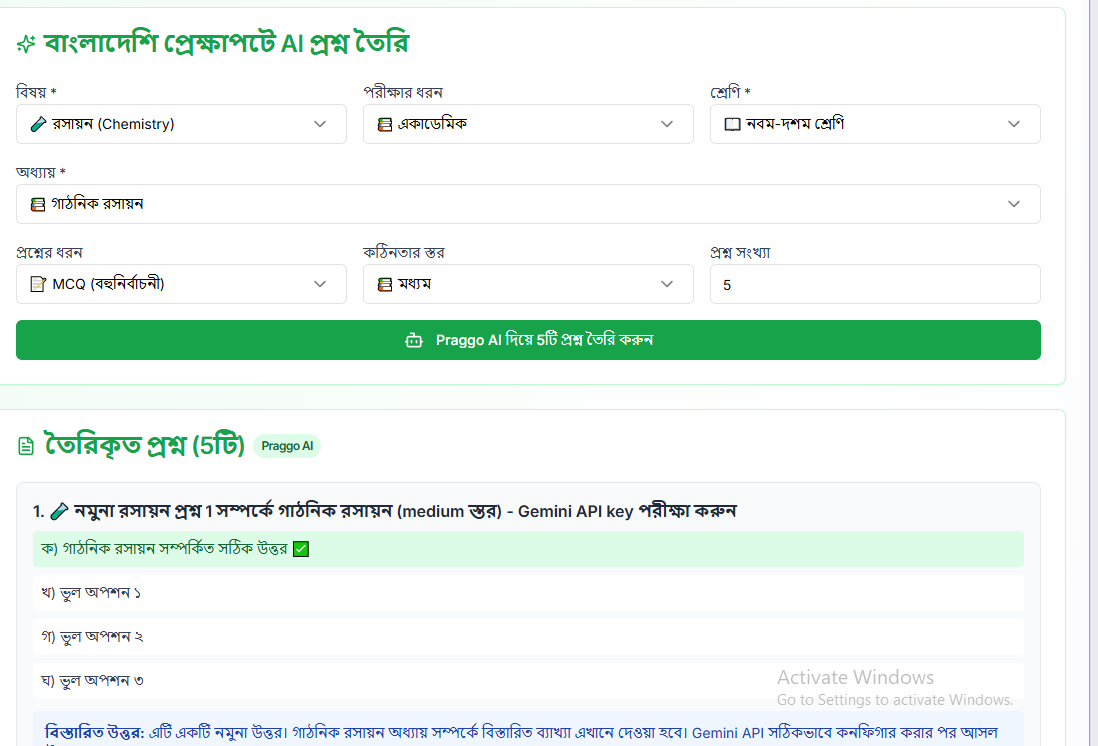 বাংলাদেশি প্রেক্ষাপটে AI প্রশ্ন তৈরি
বিষয় *
পরীক্ষার ধরন
শ্রেণি *
রসায়ন (Chemistry)
একাডেমিক
নবম-দশম শ্রেণি
অধ্যায় *
গাঠনিক রসায়ন
প্রশ্নের ধরন
কঠিনতার স্তর
প্রশ্ন সংখ্যা
MCQ (বহুনির্বাচনী)
মধ্যম
5
Praggo AI দিয়ে 5টি প্রশ্ন তৈরি করুন
তৈরিকৃত প্রশ্ন (5টি)
Praggo AI
1. নমুনা রসায়ন প্রশ্ন 1 সম্পর্কে গাঠনিক রসায়ন (medium স্তর) - Gemini API key পরীক্ষা করুন
ক) গাঠনিক রসায়ন সম্পর্কিত সঠিক উত্তর ✅
খ) ভুল অপশন ১
গ) ভুল অপশন ২
ঘ) ভুল অপশন ৩
Activate Windows
Go to Settings to activate Windows.
বিস্তারিত উত্তর: এটি একটি নমুনা উত্তর। গাঠনিক রসায়ন অধ্যায় সম্পর্কে বিস্তারিত ব্যাখ্যা এখানে দেওয়া হবে। Gemini API সঠিকভাবে কনফিগার করার পর আসল